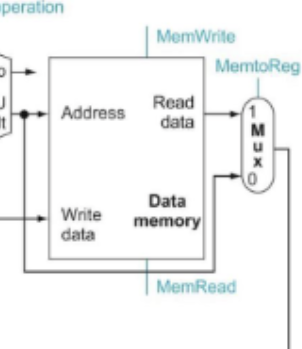 peration
MemWrite
MemtoReg
o
Address
Read
data
1
M
u
x
0
lt
Write
data
Data
memory
MemRead